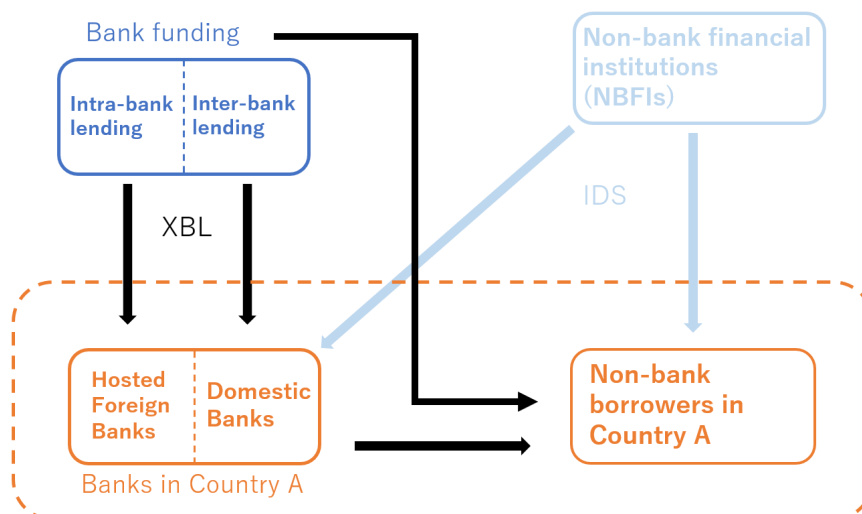 Bank funding
Intra-bank
lending
Inter-bank
lending
Non-bank financial
institutions
(NBFIs)
XBL
IDS
Hosted
Foreign
Banks
Domestic
Banks
Non-bank
borrowers in
Country A
Banks in Country A